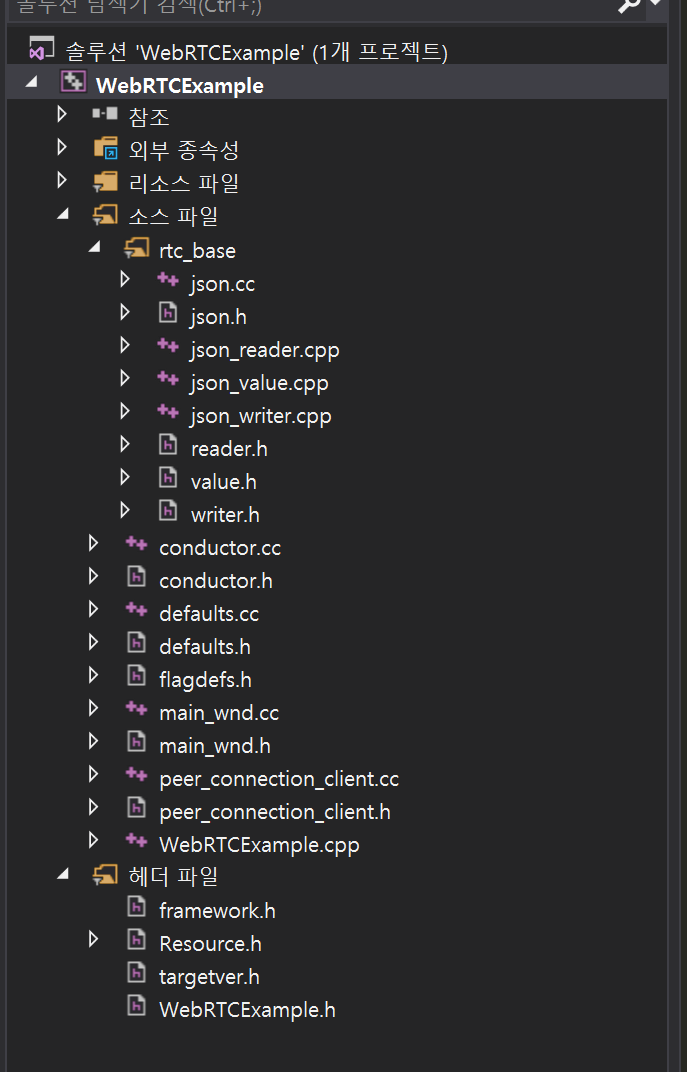 솔루션 탐색기 검색(Ctrl+;)
솔루션 'WebRTCExample' (1개 프로젝트)
WebRTCExample
참조
외부 종속성
리소스 파일
소스 파일
rtc_base
json.cc
json.h
json_reader.cpp
json_value.cpp
json_writer.cpp
reader.h
value.h
writer.h
conductor.cc
conductor.h
defaults.cc
defaults.h
flagdefs.h
main_wnd.cc
main_wnd.h
peer_connection_client.cc
peer_connection_client.h
WebRTCExample.cpp
헤더 파일
framework.h
Resource.h
targetver.h
WebRTCExample.h